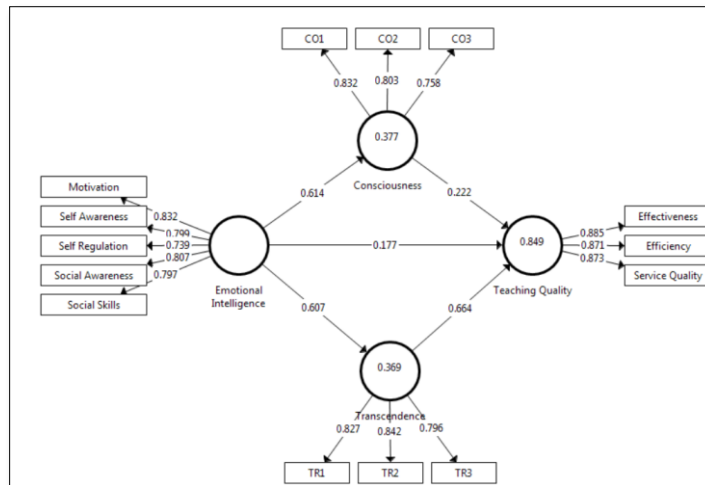 CO1 CO2 CO3
0.832 0.803 0.758
0.377
Consciousness
0.614 0.222
Motivation
Self Awareness
Self Regulation
Social Awareness
Social Skills
0.832
0.799
0.739
0.807
0.797
Emotional
Intelligence
0.177
0.849
Teaching Quality
0.885
0.871
0.873
Effectiveness
Efficiency
Service Quality
0.607 0.664
0.369
Transcendence
0.827 0.842 0.796
TR1 TR2 TR3